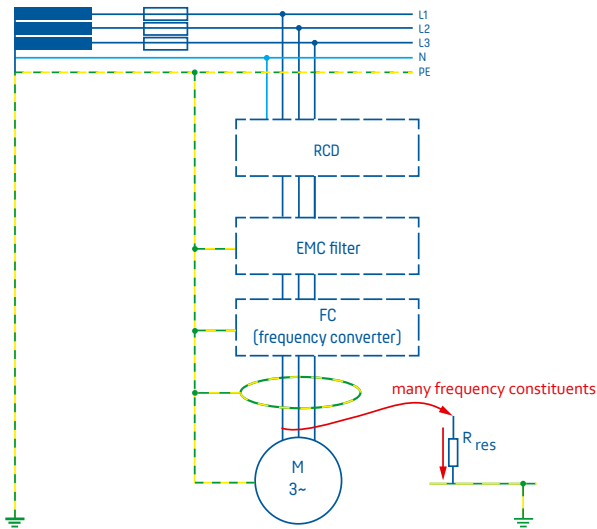 L1
L2
L3
N
PE
RCD
EMC filter
FC
(frequency converter)
many frequency constituents
R res
M
3~